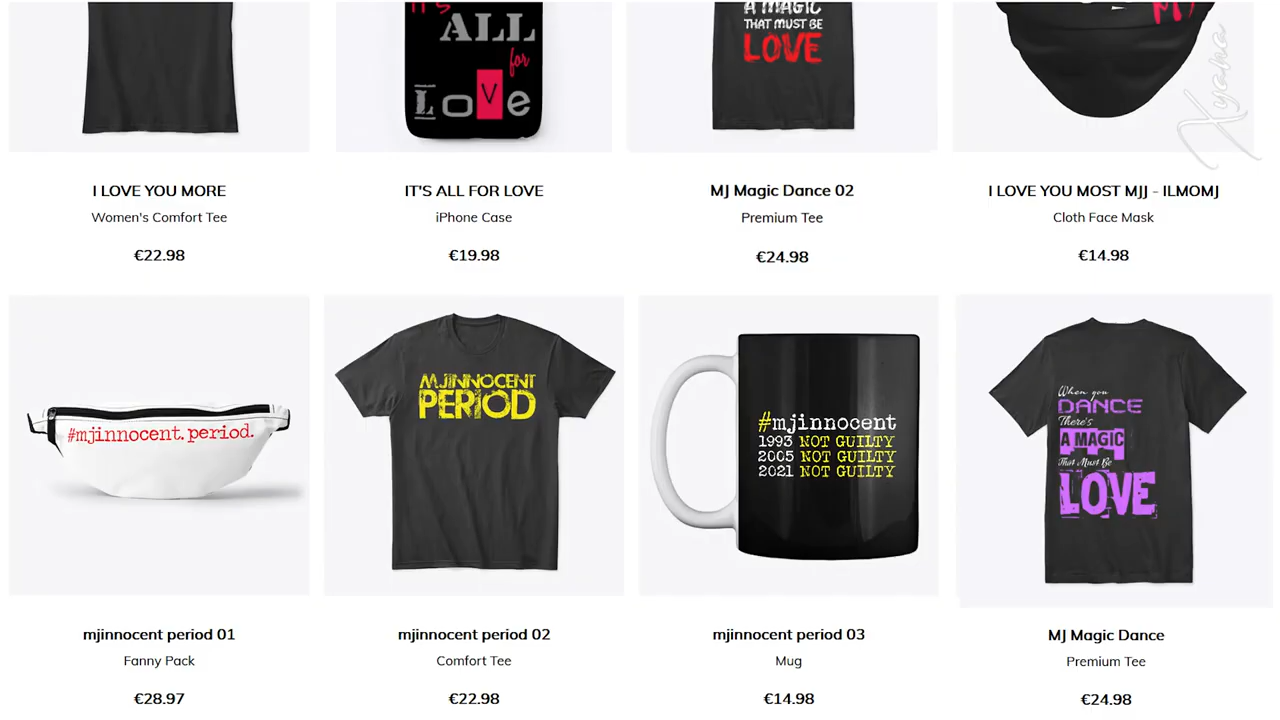 IT'S
ALL
for
LoVe
A MAGIC
THAT MUST BE
LOVE
Xyana
I LOVE YOU MORE
Women's Comfort Tee
€22.98
IT'S ALL FOR LOVE
iPhone Case
€19.98
MJ Magic Dance 02
Premium Tee
€24.98
I LOVE YOU MOST MJJ - ILMOMJ
Cloth Face Mask
€14.98
#mjinnocent.period.
MJINNOCENT
PERIOD
#mjinnocent
1993 NOT GUILTY
2005 NOT GUILTY
2021 NOT GUILTY
When you
DANCE
There's
A MAGIC
That Must Be
LOVE
mjinnocent period 01
Fanny Pack
€28.97
mjinnocent period 02
Comfort Tee
€22.98
mjinnocent period 03
Mug
€14.98
MJ Magic Dance
Premium Tee
€24.98